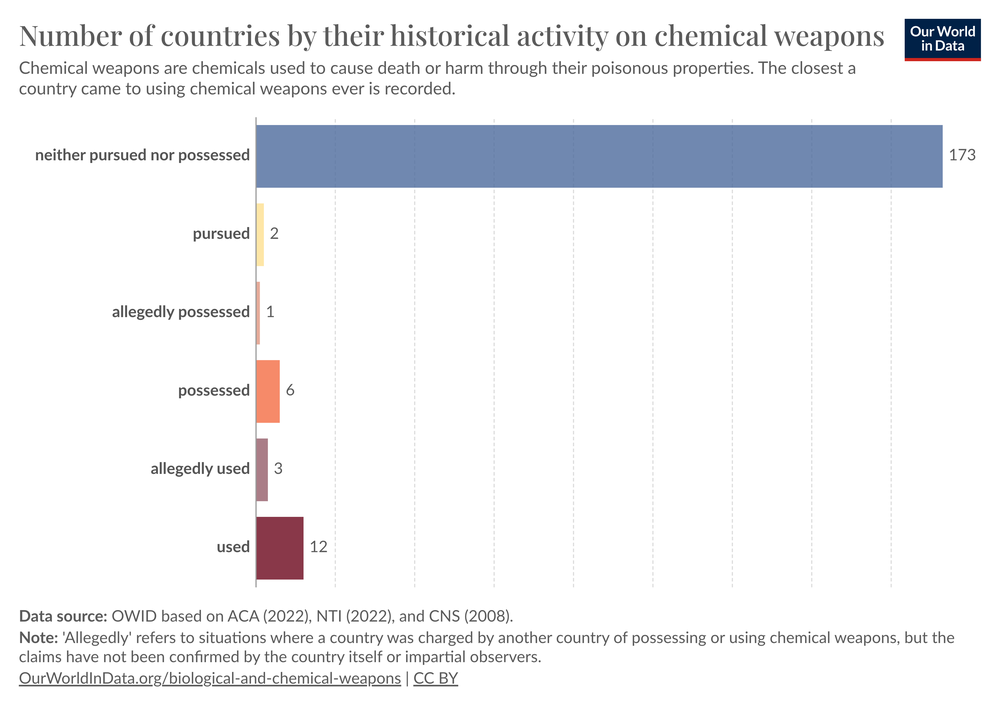 Number of countries by their historical activity on chemical weapons
Our World
in Data
Chemical weapons are chemicals used to cause death or harm through their poisonous properties. The closest a
country came to using chemical weapons ever is recorded.
neither pursued nor possessed 173
pursued 2
allegedly possessed 1
possessed 6
allegedly used 3
used 12
Data source: OWID based on ACA (2022), NTI (2022), and CNS (2008).
Note: 'Allegedly' refers to situations where a country was charged by another country of possessing or using chemical weapons, but the
claims have not been confirmed by the country itself or impartial observers.
OurWorldInData.org/biological-and-chemical-weapons | CC BY